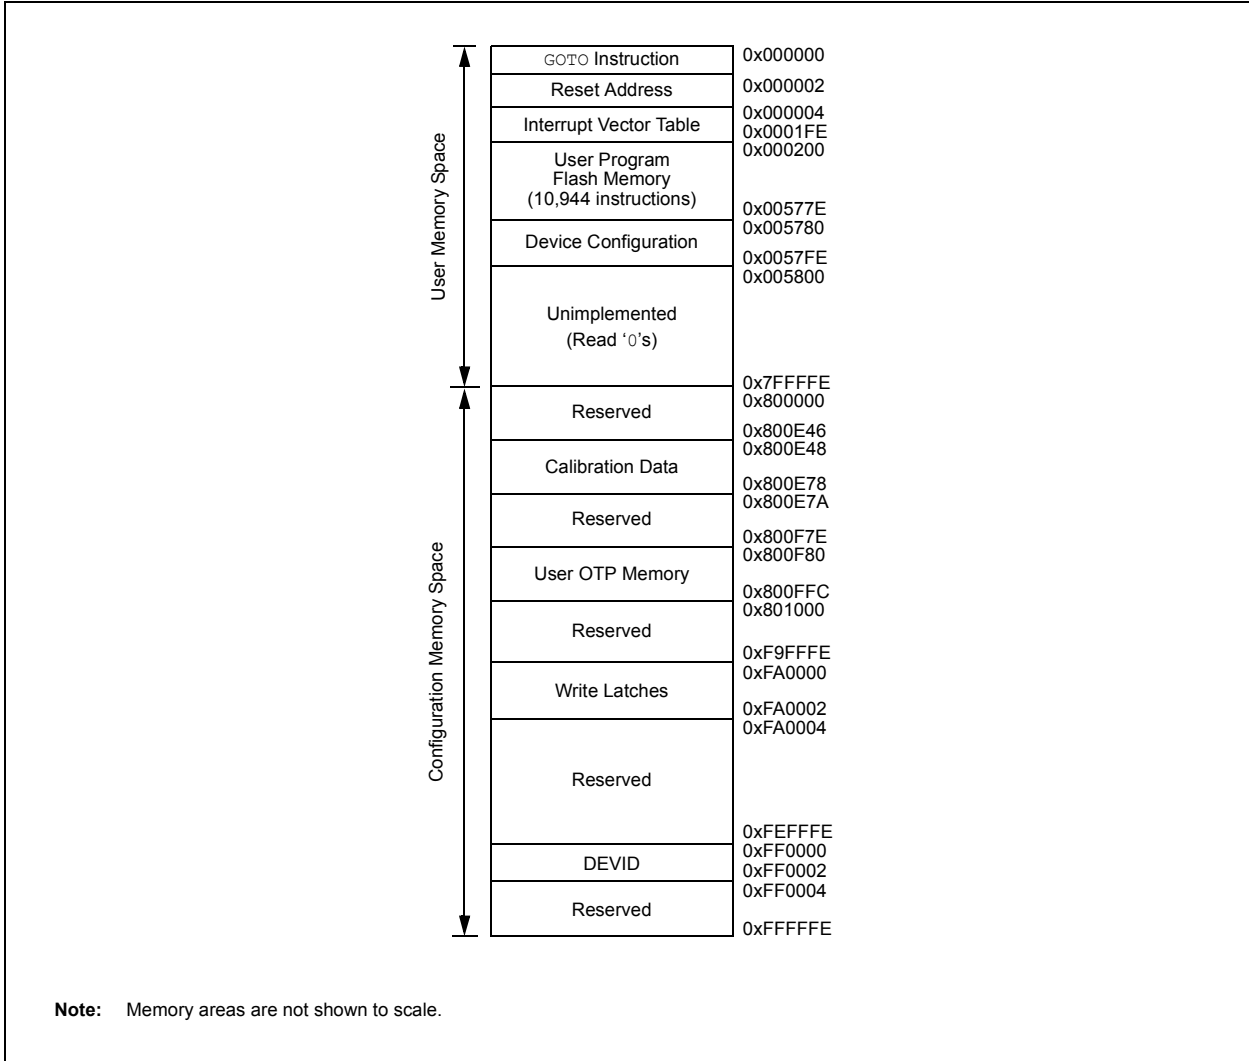 GOTO Instruction
0x000000
Reset Address
0x000002
0x000004
Interrupt Vector Table
0x0001FE
0x000200
User Program
Flash Memory
(10,944 instructions)
0x00577E
0x005780
Device Configuration
0x0057FE
0x005800
Unimplemented
(Read ‘0’s)
0x7FFFFE
User Memory Space
0x800000
Reserved
0x800E46
0x800E48
Calibration Data
0x800E78
0x800E7A
Reserved
0x800F7E
0x800F80
User OTP Memory
0x800FFC
0x801000
Reserved
0xF9FFFE
0xFA0000
Write Latches
0xFA0002
0xFA0004
Reserved
0xFEFFFE
0xFF0000
DEVID
0xFF0002
0xFF0004
Reserved
0xFFFFFE
Configuration Memory Space
Note: Memory areas are not shown to scale.